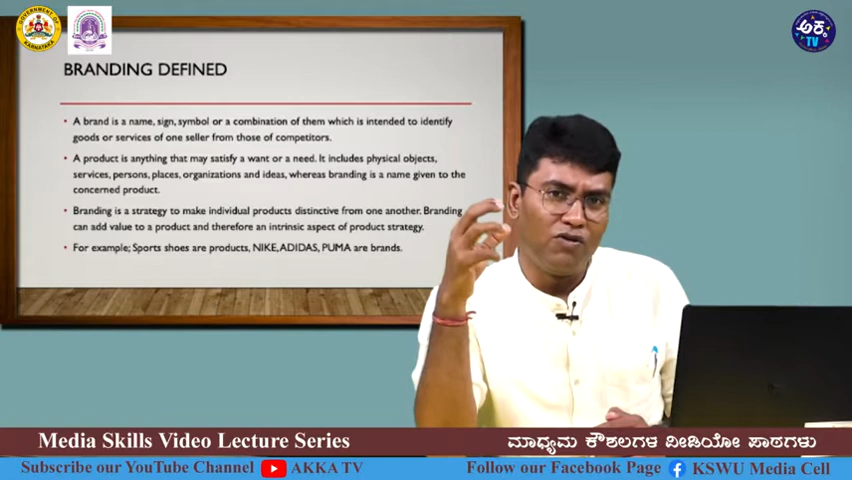 GOVERNMENT OF
KARNATAKA
ಅಕ್ಕ
TV
BRANDING DEFINED
• A brand is a name, sign, symbol or a combination of them which is intended to identify
goods or services of one seller from those of competitors.
• A product is anything that may satisfy a want or a need. It includes physical objects,
services, persons, places, organizations and ideas, whereas branding is a name given to the
concerned product.
• Branding is a strategy to make individual products distinctive from one another. Branding
can add value to a product and therefore an intrinsic aspect of product strategy.
• For example; Sports shoes are products, NIKE, ADIDAS, PUMA are brands.
Media Skills Video Lecture Series
ಮಾಧ್ಯಮ ಕೌಶಲಗಳ ವೀಡಿಯೋ ಪಾಠಗಳು
Subscribe our YouTube Channel AKKA TV
Follow our Facebook Page KSWU Media Cell